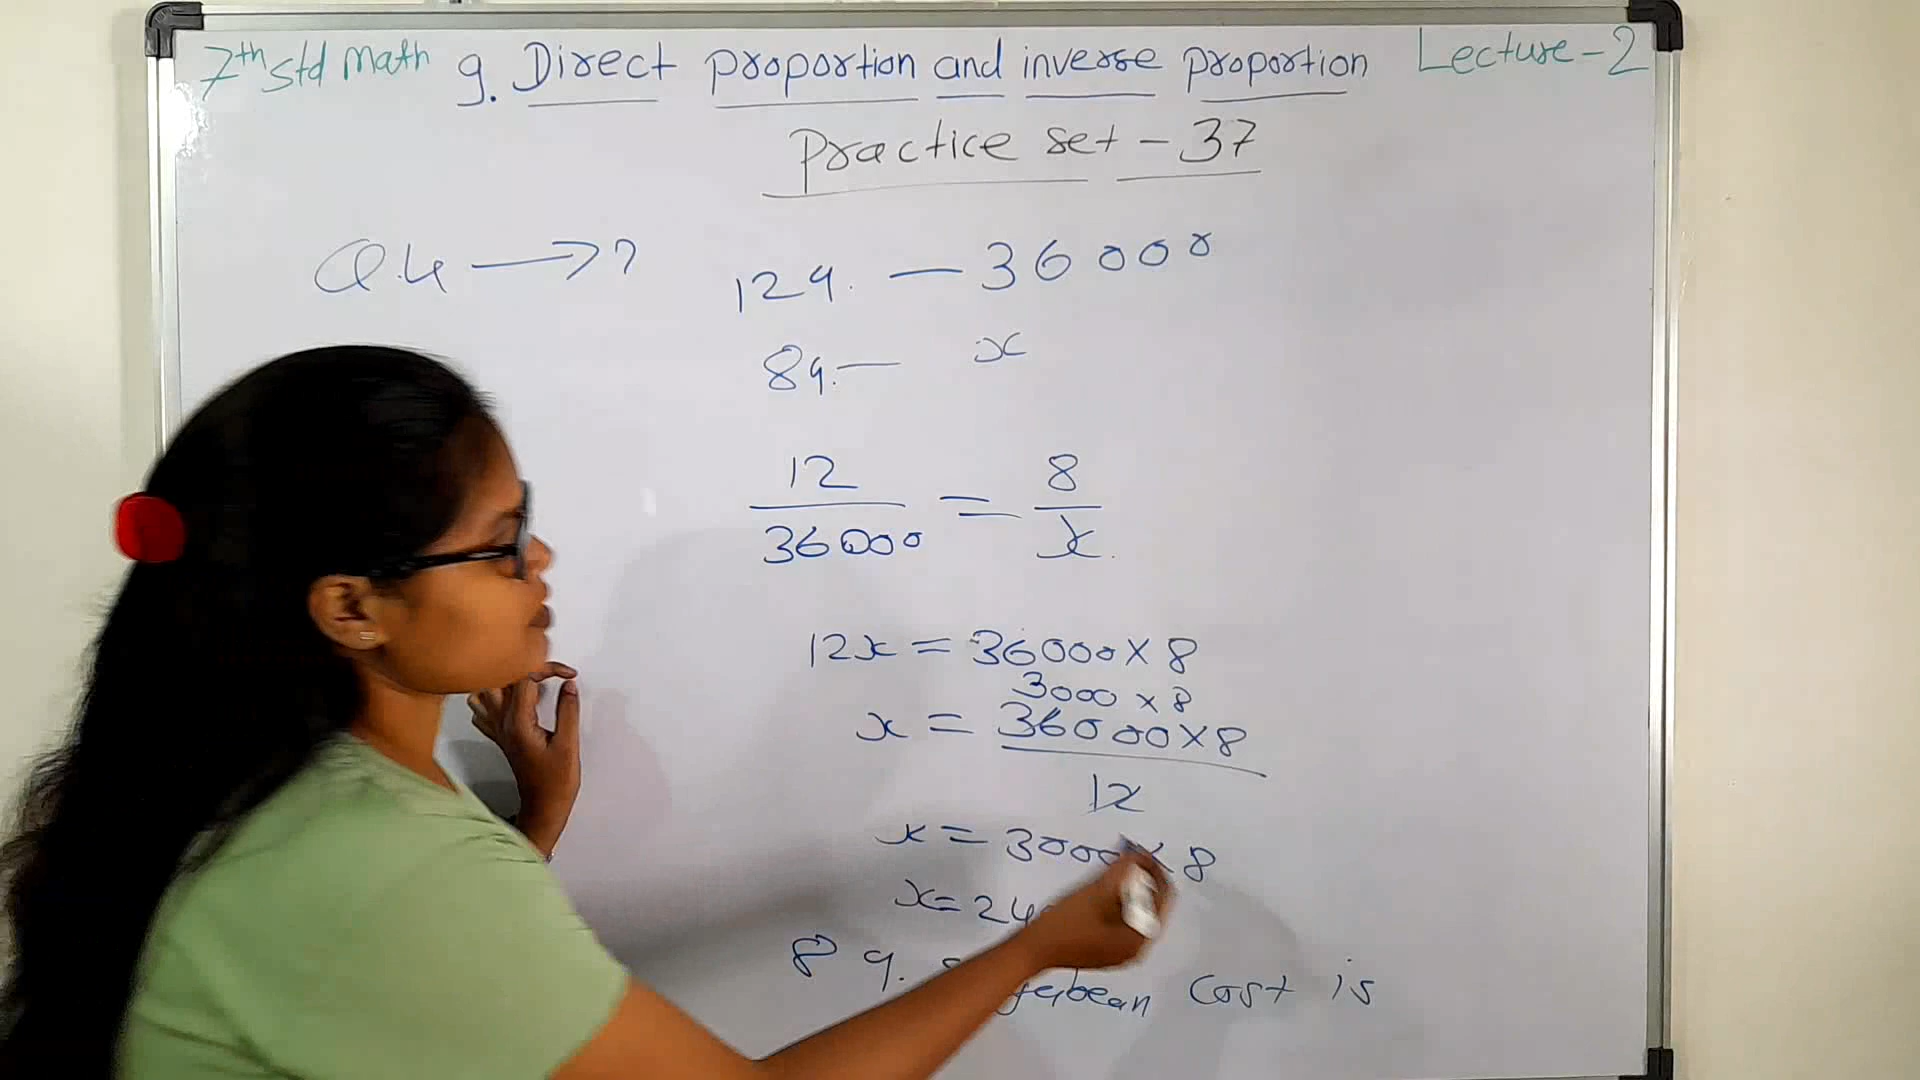 7th std Math 9. Direct proportion and inverse proportion Lecture-2
Practice set - 37
Q.4 → ?
12q. — 36000
8q. — x
12/36000 = 8/x
12x = 36000 × 8
3000 × 8
x = 36000 × 8
12
x = 3000 × 8
x = 24
8 q. cost is